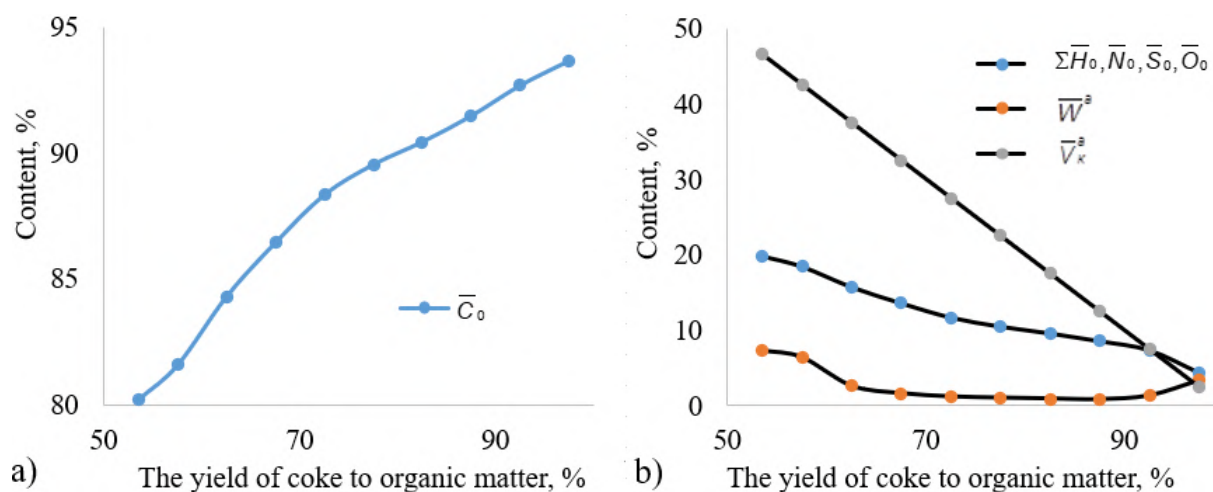 95
90
85
80
50
70
90
Content, %
The yield of coke to organic matter, %
C̅₀
a)
50
40
30
20
10
0
50
70
90
Content, %
The yield of coke to organic matter, %
ΣH̅₀,N̅₀,S̅₀,O̅₀
W̅ᵃ
V̅ₖᵃ
b)